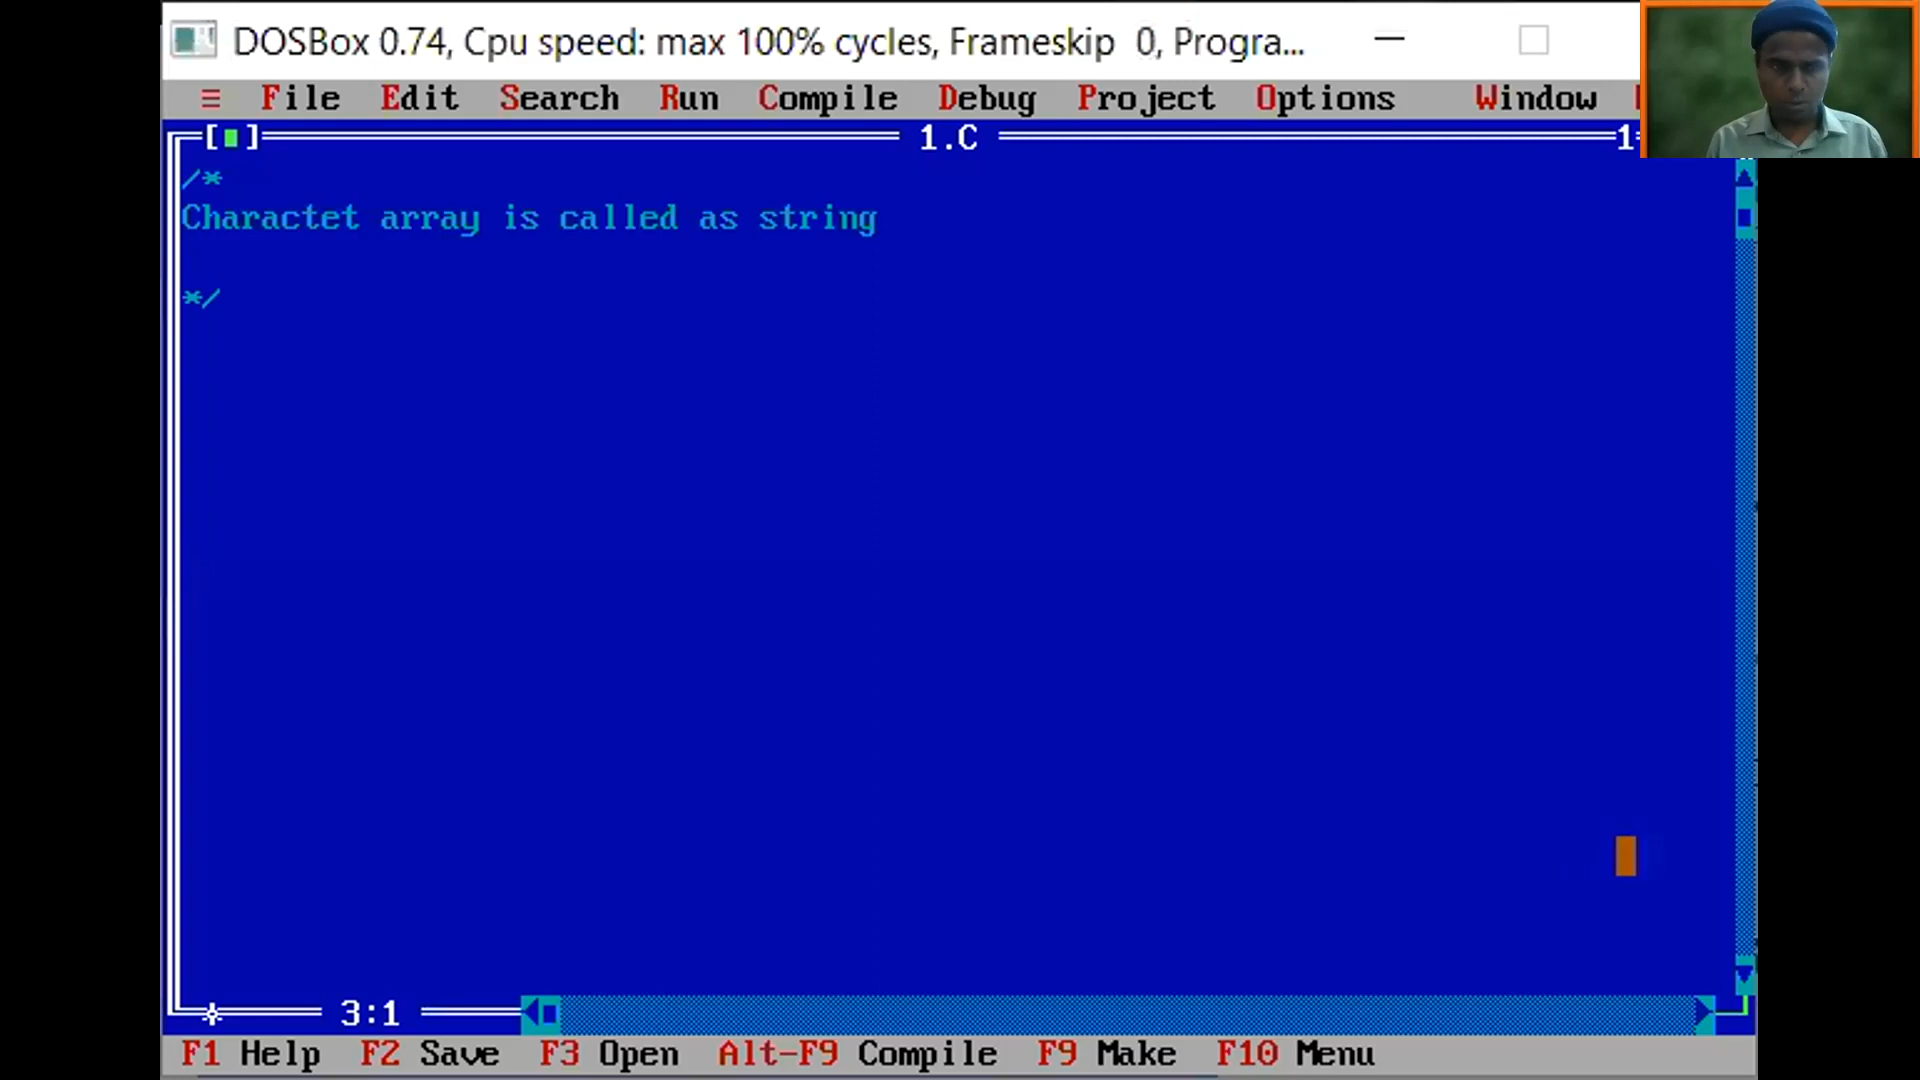 DOSBox 0.74, Cpu speed: max 100% cycles, Frameskip 0, Progra...
≡ File Edit Search Run Compile Debug Project Options Window
[■] 1.C 1
/*
Charactet array is called as string
*/
3:1
F1 Help F2 Save F3 Open Alt-F9 Compile F9 Make F10 Menu